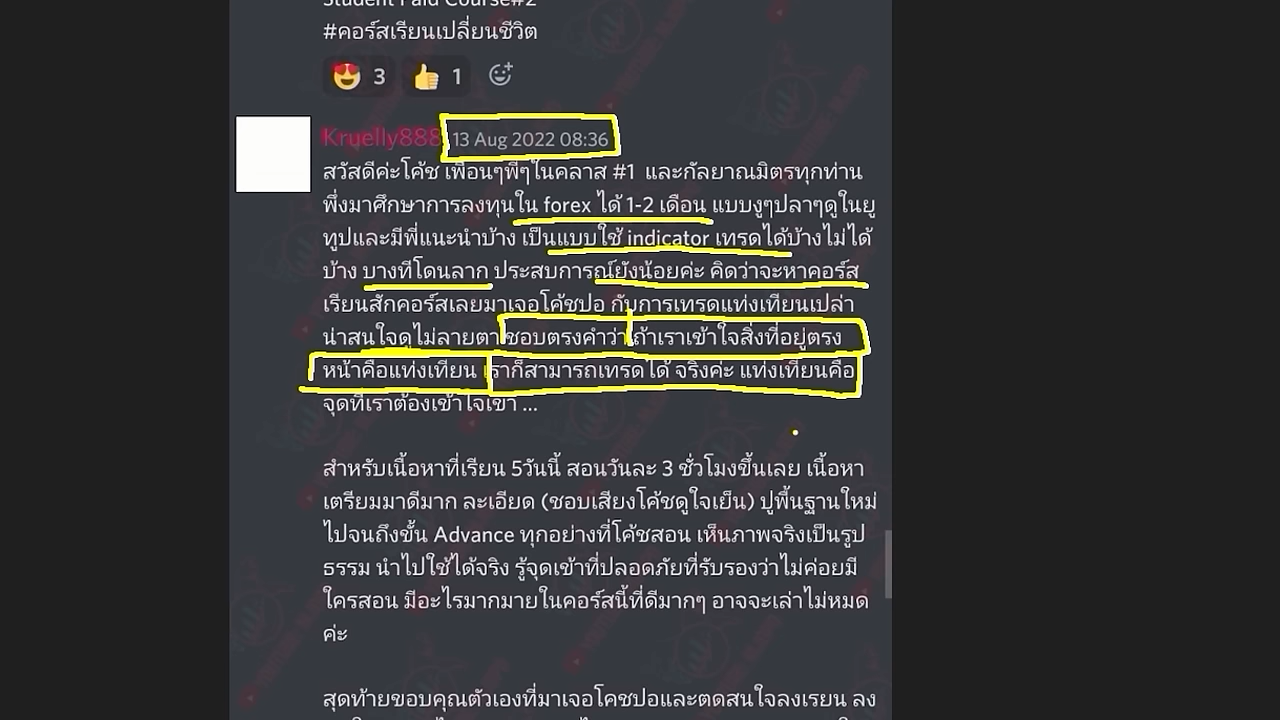 Student Paid Course#2
#คอร์สเรียนเปลี่ยนชีวิต
3 1
Kruelly888 13 Aug 2022 08:36
สวัสดีค่ะโค้ช เพื่อนๆพี่ๆในคลาส #1 และกัลยาณมิตรทุกท่าน
พึ่งมาศึกษาการลงทุนใน forex ได้ 1-2 เดือน แบบงูๆปลาๆดูในยู
ทูปและมีพี่แนะนำบ้าง เป็นแบบใช้ indicator เทรดได้บ้างไม่ได้
บ้าง บางทีโดนลาก ประสบการณ์ยังน้อยค่ะ คิดว่าจะหาคอร์ส
เรียนสักคอร์สเลยมาเจอโค้ชปอ กับการเทรดแท่งเทียนเปล่า
น่าสนใจดูไม่ลายตา ชอบตรงคำว่า ถ้าเราเข้าใจสิ่งที่อยู่ตรง
หน้าคือแท่งเทียน เราก็สามารถเทรดได้ จริงค่ะ แท่งเทียนคือ
จุดที่เราต้องเข้าใจเขา ...
สำหรับเนื้อหาที่เรียน 5วันนี้ สอนวันละ 3 ชั่วโมงขึ้นเลย เนื้อหา
เตรียมมาดีมาก ละเอียด (ชอบเสียงโค้ชดูใจเย็น) ปูพื้นฐานใหม่
ไปจนถึงขั้น Advance ทุกอย่างที่โค้ชสอน เห็นภาพจริงเป็นรูป
ธรรม นำไปใช้ได้จริง รู้จุดเข้าที่ปลอดภัยที่รับรองว่าไม่ค่อยมี
ใครสอน มีอะไรมากมายในคอร์สนี้ที่ดีมากๆ อาจจะเล่าไม่หมด
ค่ะ
สุดท้ายขอบคุณตัวเองที่มาเจอโคชปอและตดสนใจลงเรยน ลง